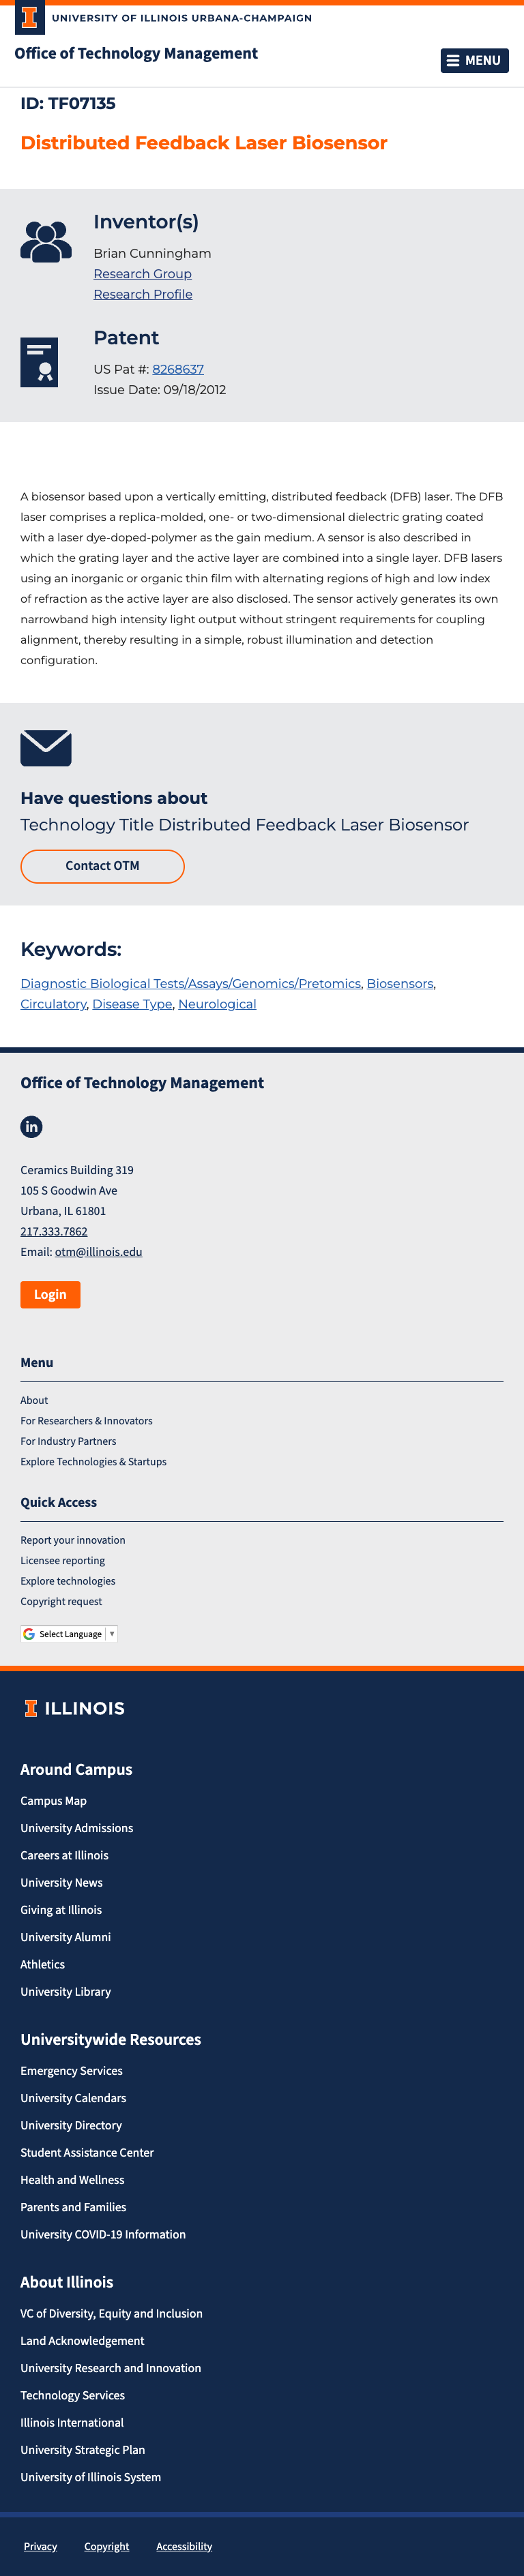 UNIVERSITY OF ILLINOIS URBANA-CHAMPAIGN
Office of Technology Management
MENU
ID: TF07135
Distributed Feedback Laser Biosensor
Inventor(s)
Brian Cunningham
Research Group
Research Profile
Patent
US Pat #: 8268637
Issue Date: 09/18/2012
A biosensor based upon a vertically emitting, distributed feedback (DFB) laser. The DFB
laser comprises a replica-molded, one- or two-dimensional dielectric grating coated
with a laser dye-doped-polymer as the gain medium. A sensor is also described in
which the grating layer and the active layer are combined into a single layer. DFB lasers
using an inorganic or organic thin film with alternating regions of high and low index
of refraction as the active layer are also disclosed. The sensor actively generates its own
narrowband high intensity light output without stringent requirements for coupling
alignment, thereby resulting in a simple, robust illumination and detection
configuration.
Have questions about
Technology Title Distributed Feedback Laser Biosensor
Contact OTM
Keywords:
Diagnostic Biological Tests/Assays/Genomics/Pretomics, Biosensors,
Circulatory, Disease Type, Neurological
Office of Technology Management
in
Ceramics Building 319
105 S Goodwin Ave
Urbana, IL 61801
217.333.7862
Email: otm@illinois.edu
Login
Menu
About
For Researchers & Innovators
For Industry Partners
Explore Technologies & Startups
Quick Access
Report your innovation
Licensee reporting
Explore technologies
Copyright request
Select Language ▼
ILLINOIS
Around Campus
Campus Map
University Admissions
Careers at Illinois
University News
Giving at Illinois
University Alumni
Athletics
University Library
Universitywide Resources
Emergency Services
University Calendars
University Directory
Student Assistance Center
Health and Wellness
Parents and Families
University COVID-19 Information
About Illinois
VC of Diversity, Equity and Inclusion
Land Acknowledgement
University Research and Innovation
Technology Services
Illinois International
University Strategic Plan
University of Illinois System
Privacy Copyright Accessibility